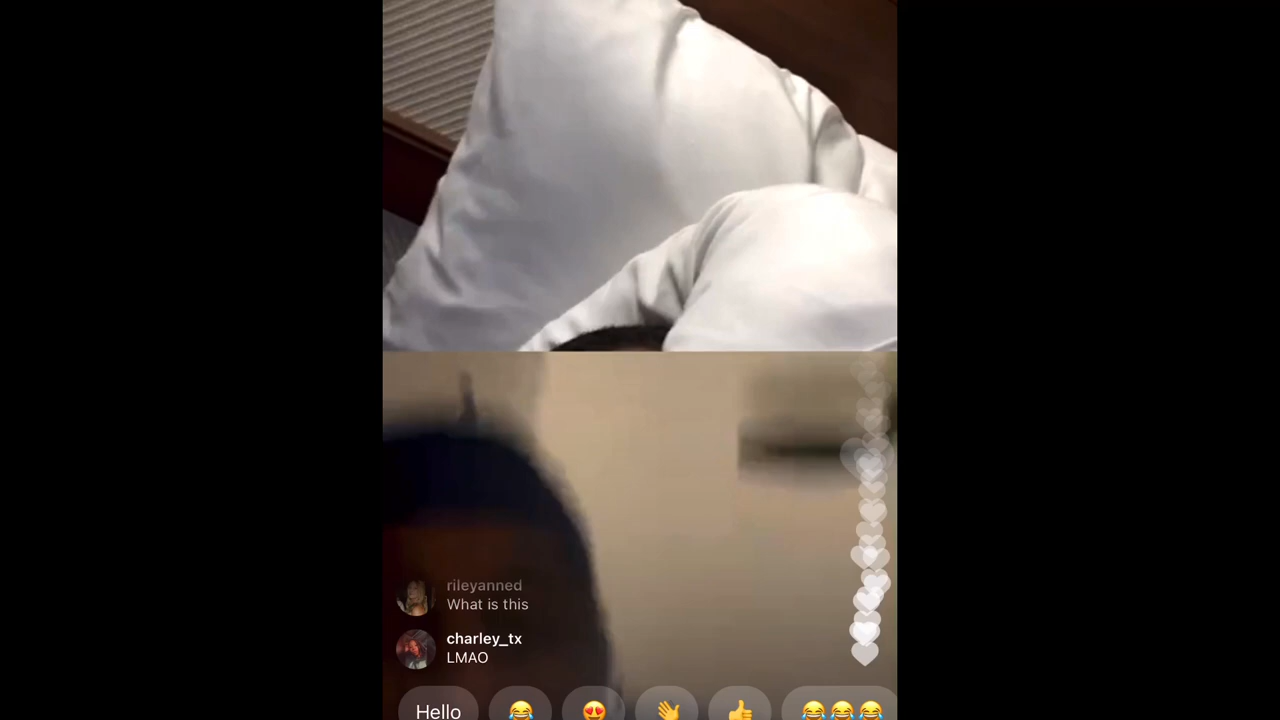 rileyanned
What is this
charley_tx
LMAO
Hello 😂 😍 👋 👍 😂😂😂